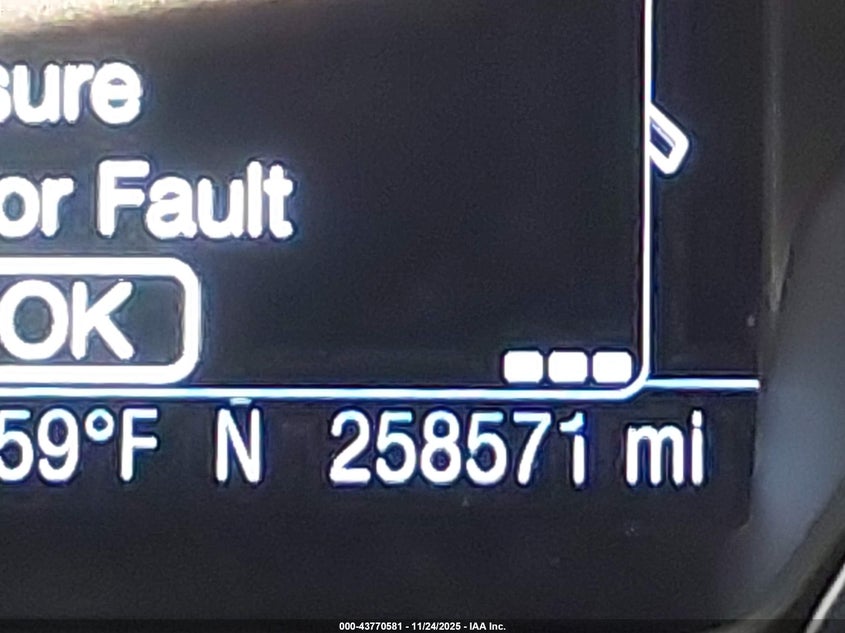 sure
or Fault
OK
59°F N 258571 mi
000-43770581 - 11/24/2025 - IAA Inc.